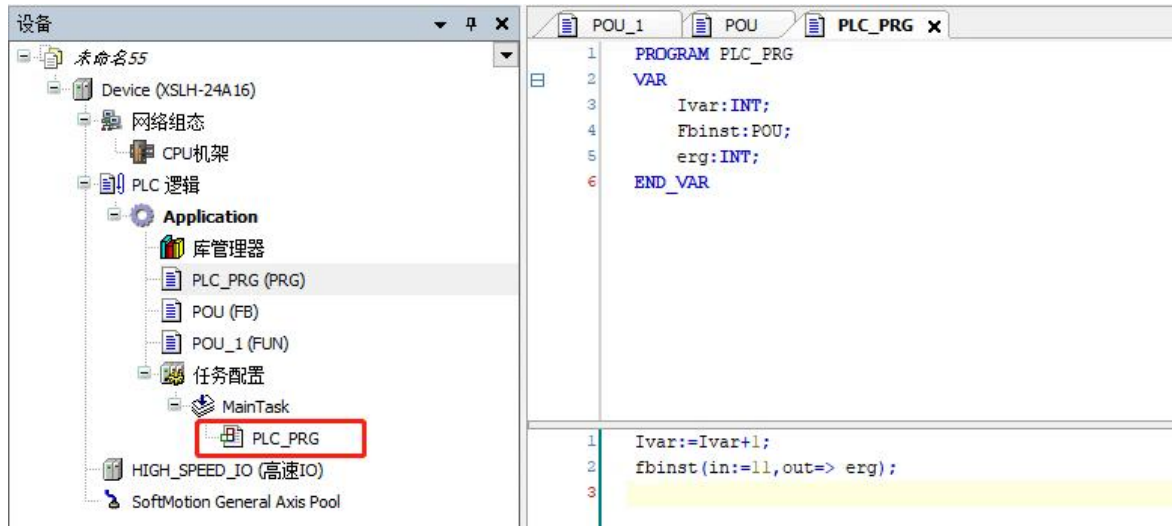 设备
未命名55
Device (XSLH-24A16)
网络组态
CPU机架
PLC 逻辑
Application
库管理器
PLC_PRG (PRG)
POU (FB)
POU_1 (FUN)
任务配置
MainTask
PLC_PRG
HIGH_SPEED_IO (高速IO)
SoftMotion General Axis Pool
POU_1 POU PLC_PRG X
1 PROGRAM PLC_PRG
2 VAR
3 Ivar:INT;
4 Fbinst:POU;
5 erg:INT;
6 END_VAR
1 Ivar:=Ivar+1;
2 fbinst(in:=11,out=> erg);
3